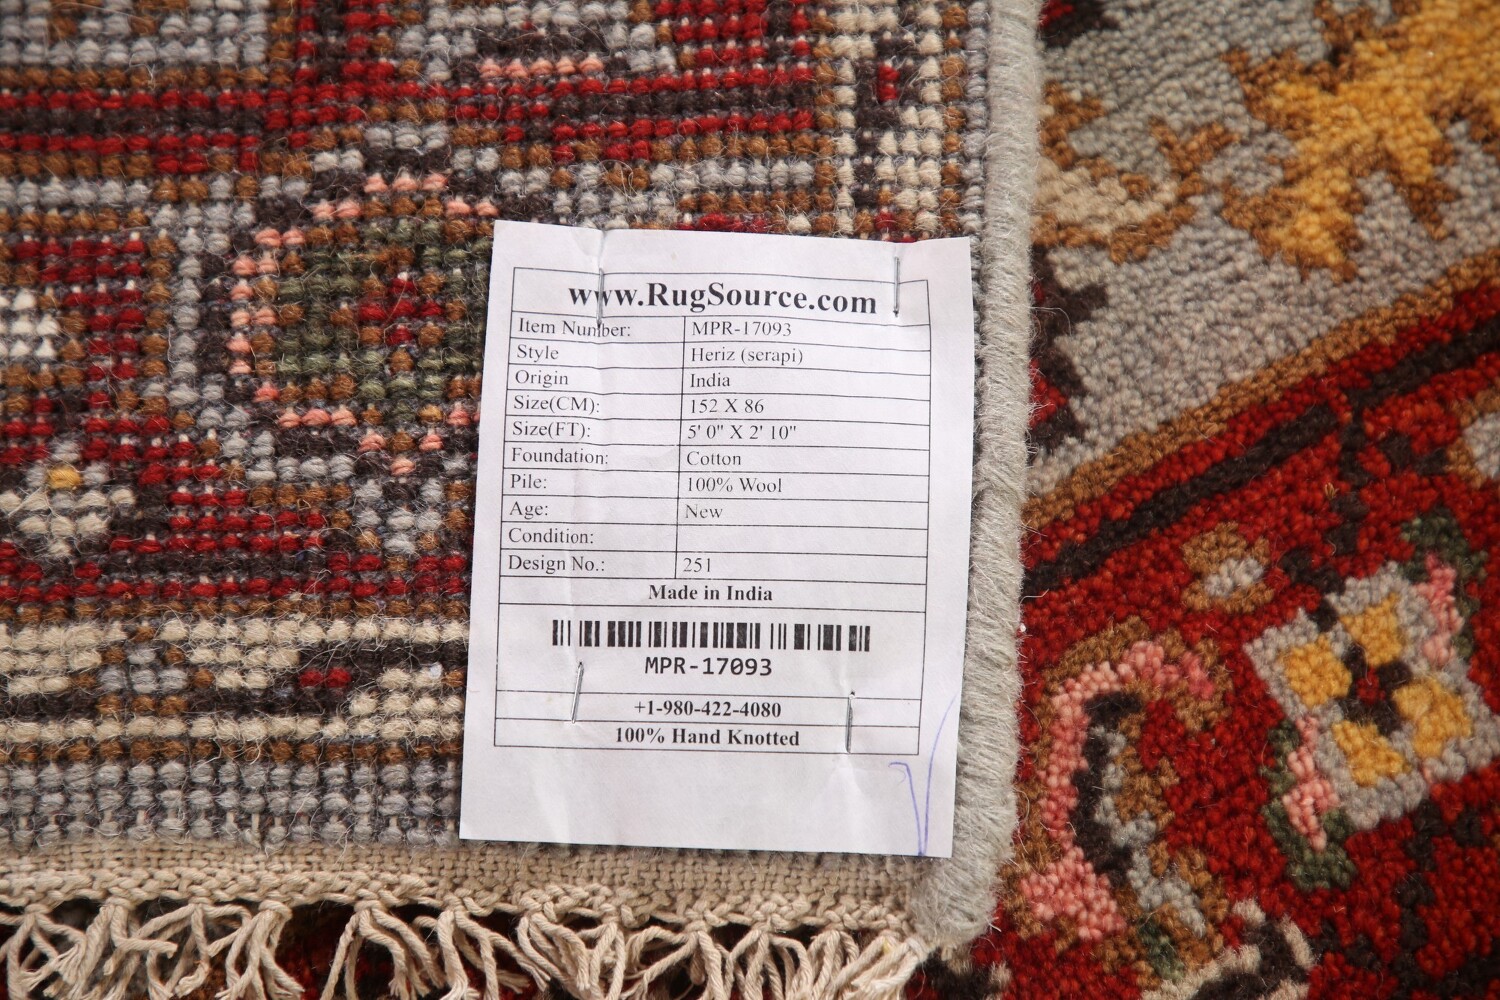 www.RugSource.com
Item Number: MPR-17093
Style Heriz (serapi)
Origin India
Size(CM): 152 X 86
Size(FT): 5' 0" X 2' 10"
Foundation: Cotton
Pile: 100% Wool
Age: New
Condition:
Design No.: 251
Made in India
MPR-17093
+1-980-422-4080
100% Hand Knotted